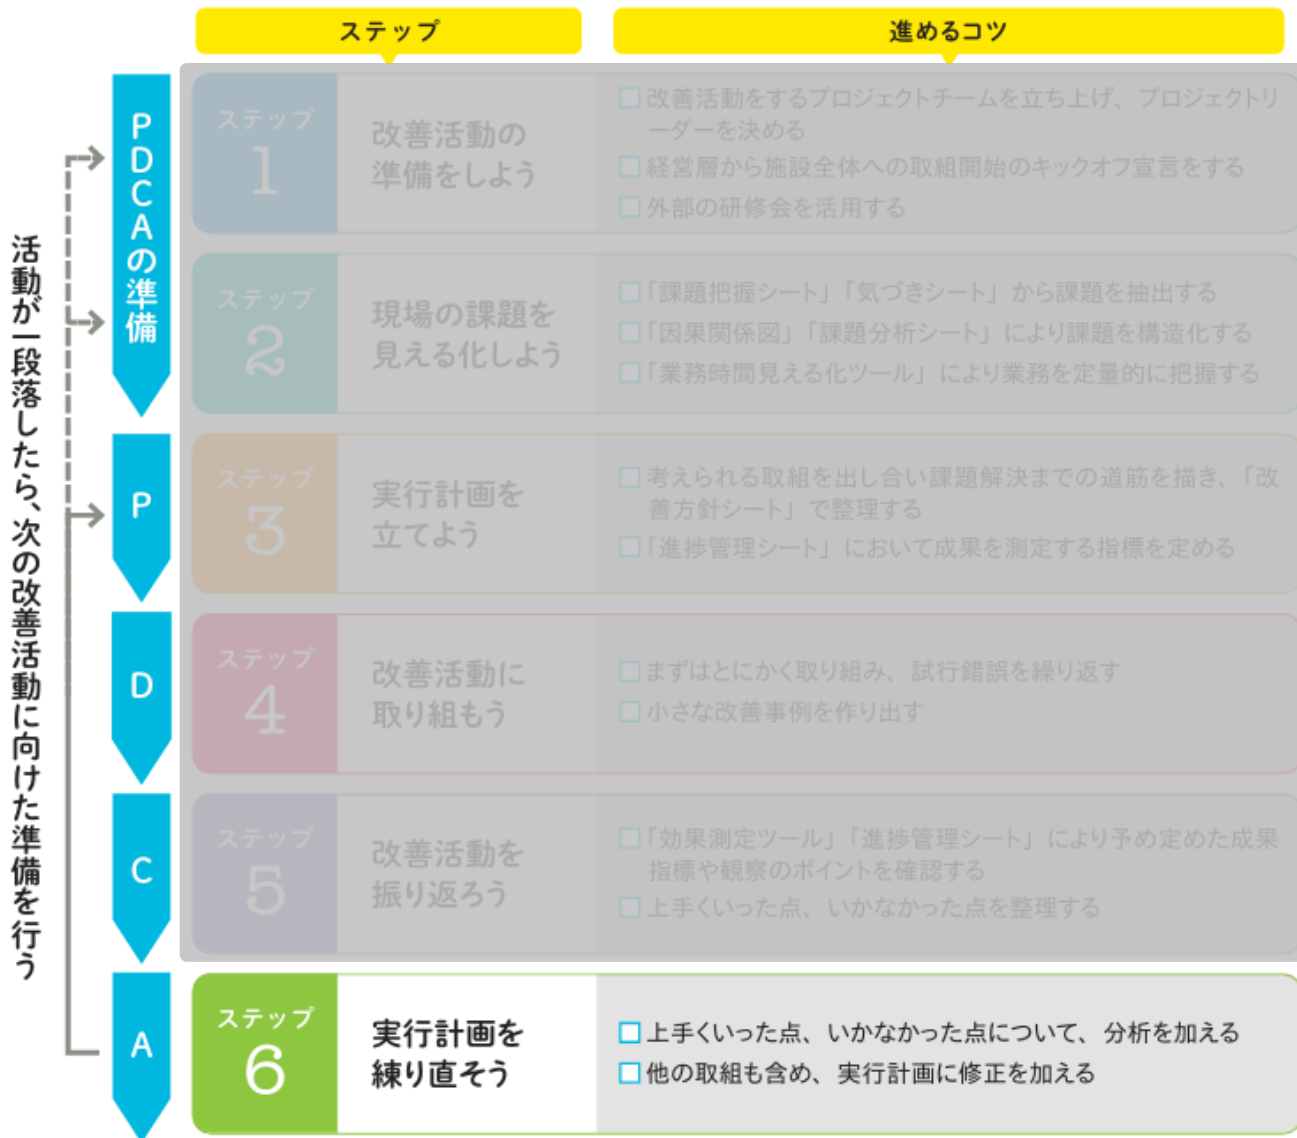 ステップ
進めるコツ
活動が一段落したら、次の改善活動に向けた準備を行う
PDCAの準備
ステップ
1
改善活動の
準備をしよう
□改善活動をするプロジェクトチームを立ち上げ、プロジェクトリ
ーダーを決める
□経営層から施設全体への取組開始のキックオフ宣言をする
□外部の研修会を活用する
ステップ
2
現場の課題を
見える化しよう
□「課題把握シート」「気づきシート」から課題を抽出する
□「因果関係図」「課題分析シート」により課題を構造化する
□「業務時間見える化ツール」により業務を定量的に把握する
P
ステップ
3
実行計画を
立てよう
□考えられる取組を出し合い課題解決までの道筋を描き、「改
善方針シート」で整理する
□「進捗管理シート」において成果を測定する指標を定める
D
ステップ
4
改善活動に
取り組もう
□まずはとにかく取り組み、試行錯誤を繰り返す
□小さな改善事例を作り出す
C
ステップ
5
改善活動を
振り返ろう
□「効果測定ツール」「進捗管理シート」により予め定めた成果
指標や観察のポイントを確認する
□上手くいった点、いかなかった点を整理する
A
ステップ
6
実行計画を
練り直そう
□上手くいった点、いかなかった点について、分析を加える
□他の取組も含め、実行計画に修正を加える